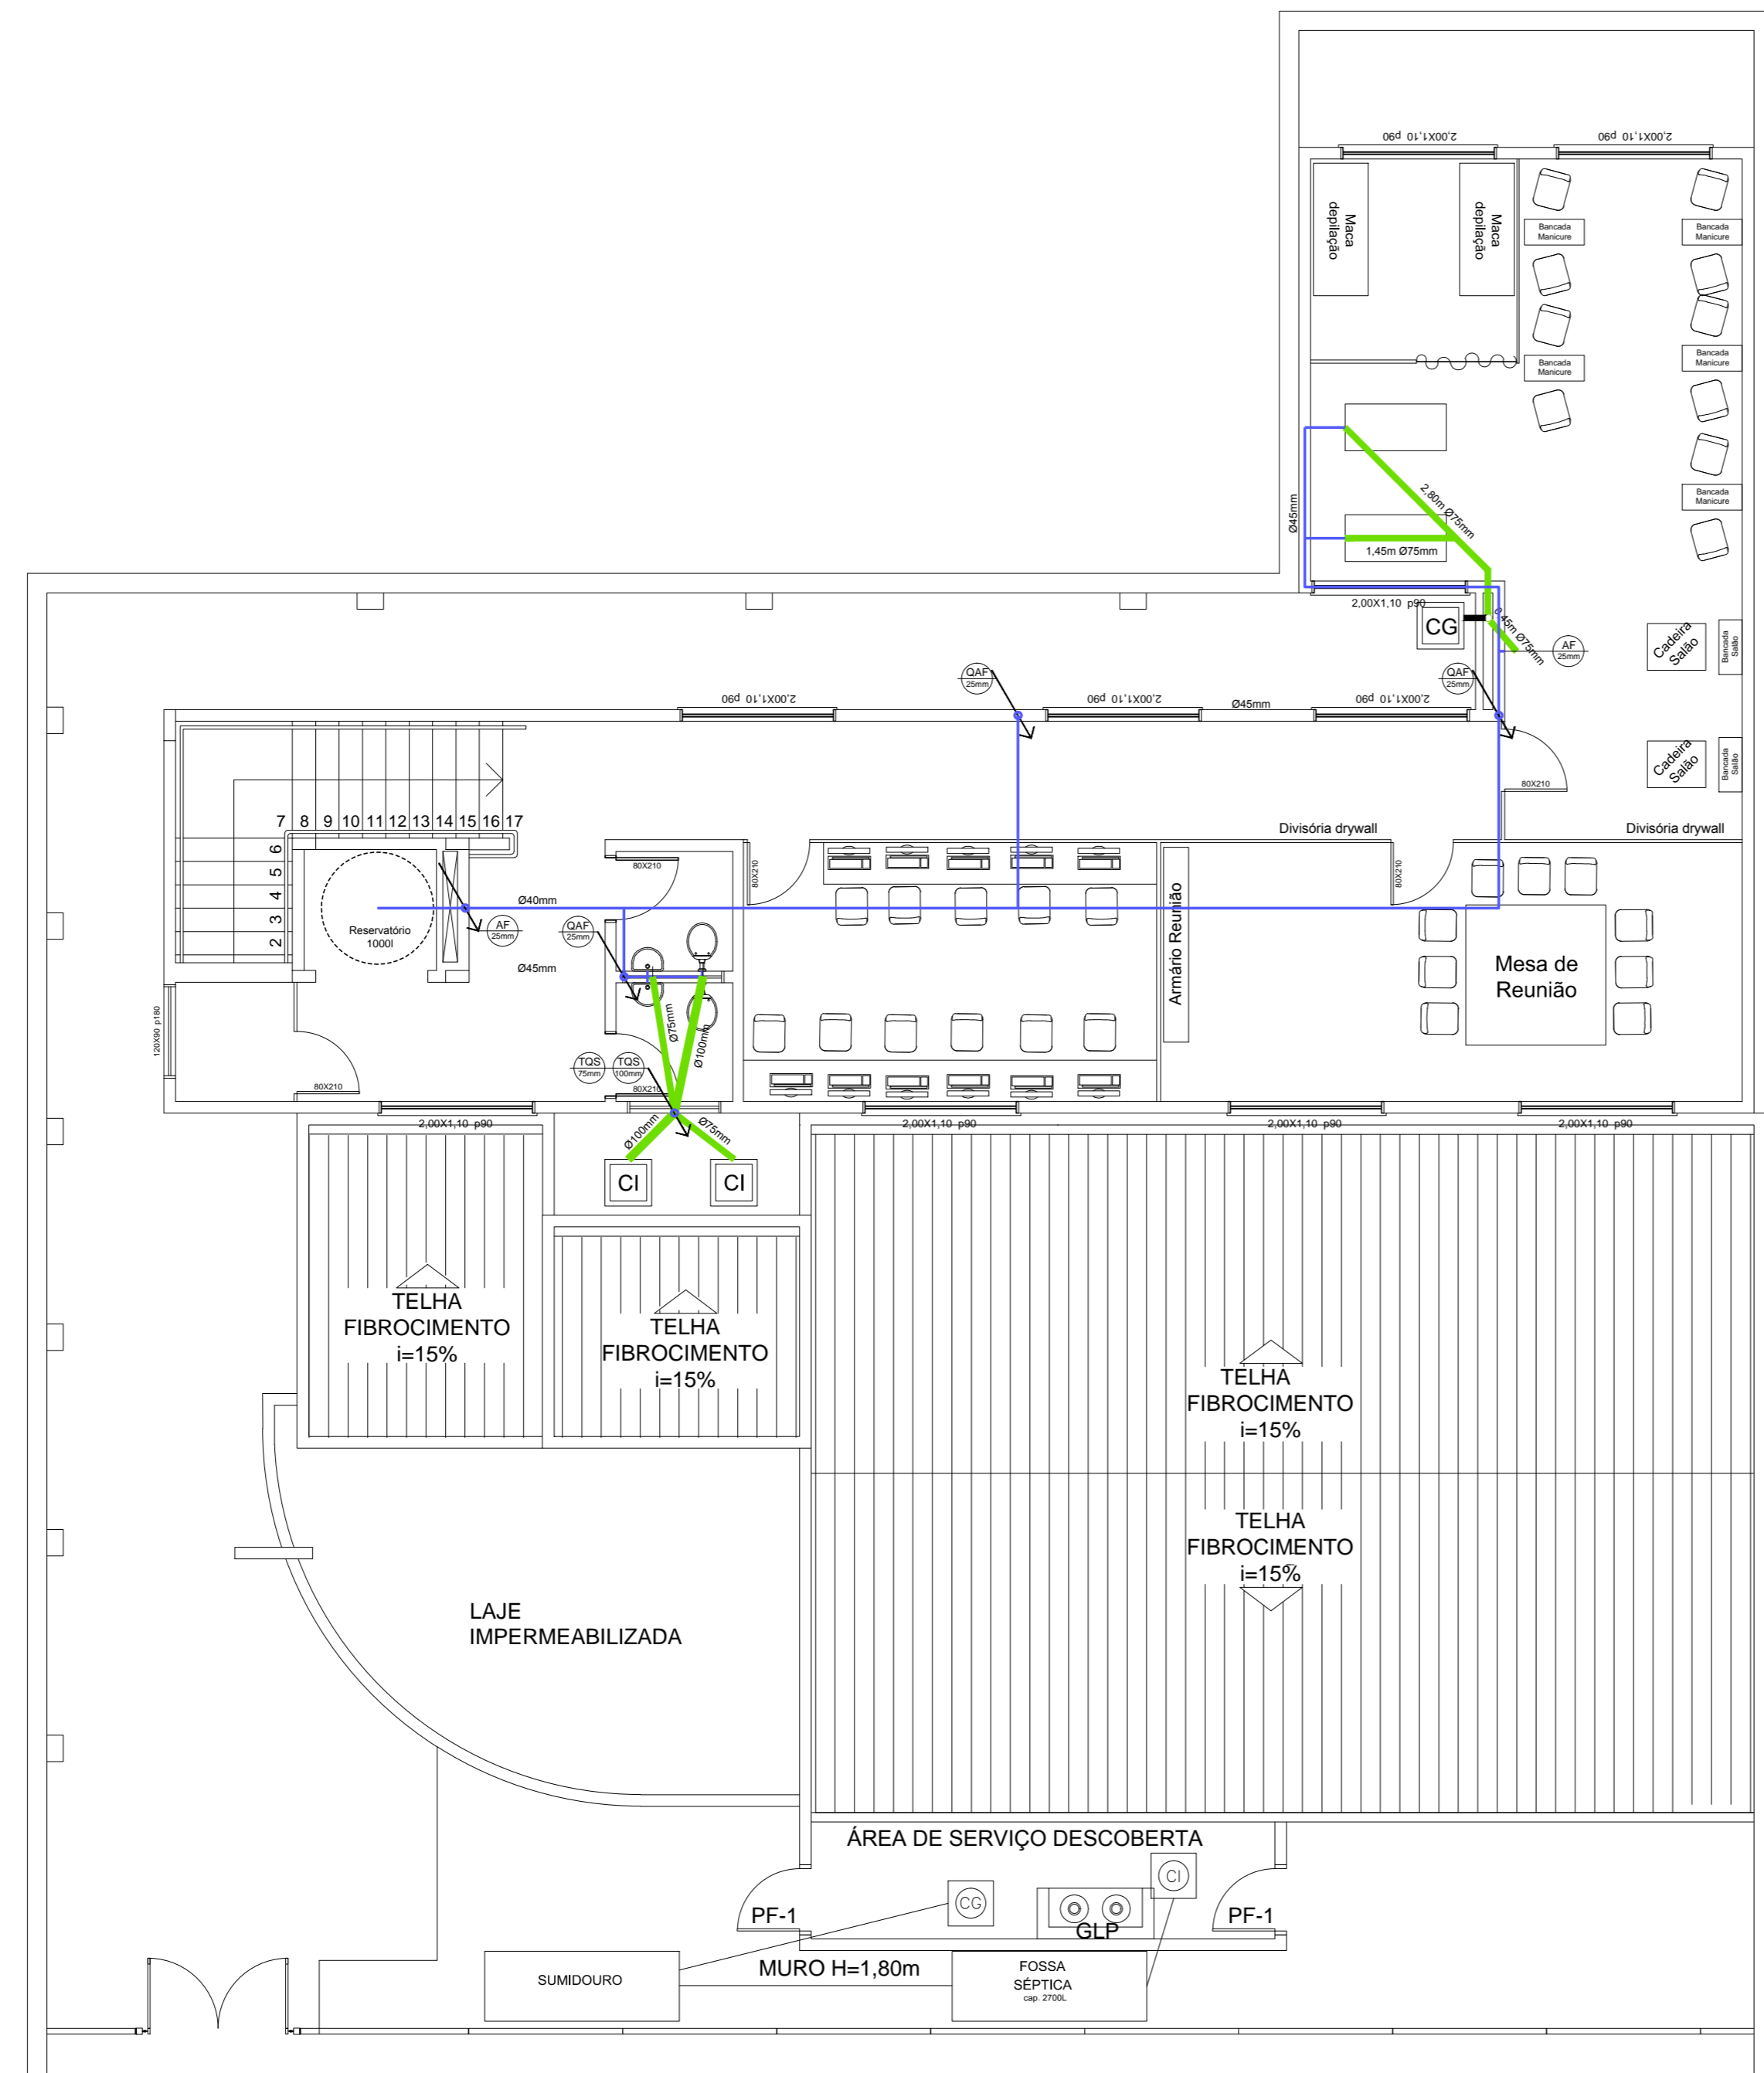 2,00X1,10 p90
2,00X1,10 p90
Maca
depilação
Maca
depilação
Bancada
Manicure
Bancada
Manicure
Bancada
Manicure
Bancada
Manicure
Bancada
Manicure
2,80m Ø75mm
Ø45mm
1,45m Ø75mm
2,00X1,10 p90
CG
0,45m Ø75mm
AF
25mm
Cadeira
Salão
Bancada
Salão
QAF
25mm
QAF
25mm
2,00X1,10 p90
2,00X1,10 p90
Ø45mm
2,00X1,10 p90
Cadeira
Salão
Bancada
Salão
80X210
7 8 9 10 11 12 13 14 15 16 17
Divisória drywall
Divisória drywall
6
5
4
3
2
80X210
80X210
80X210
Ø40mm
Reservatório
1000l
AF
25mm
QAF
25mm
Armário Reunião
Mesa de
Reunião
Ø45mm
120X90 p180
Ø75mm
Ø100mm
TQS
75mm
TQS
100mm
80X210
80X210
2,00X1,10 p90
Ø100mm
Ø75mm
2,00X1,10 p90
2,00X1,10 p90
2,00X1,10 p90
CI
CI
TELHA
FIBROCIMENTO
i=15%
TELHA
FIBROCIMENTO
i=15%
TELHA
FIBROCIMENTO
i=15%
TELHA
FIBROCIMENTO
i=15%
LAJE
IMPERMEABILIZADA
ÁREA DE SERVIÇO DESCOBERTA
CI
CG
PF-1
GLP
PF-1
SUMIDOURO
MURO H=1,80m
FOSSA
SÉPTICA
cap. 2700L